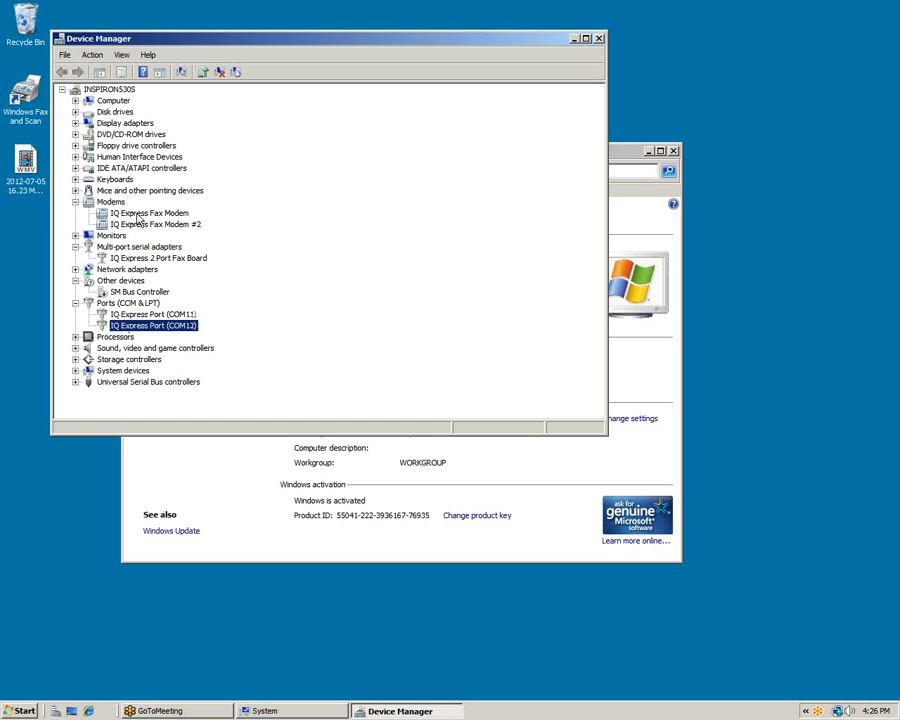 Recycle Bin
Windows Fax
and Scan
WMV
2012-07-05
16.23 M...
Device Manager
File Action View Help
INSPIRON530S
Computer
Disk drives
Display adapters
DVD/CD-ROM drives
Floppy drive controllers
Human Interface Devices
IDE ATA/ATAPI controllers
Keyboards
Mice and other pointing devices
Modems
IQ Express Fax Modem
IQ Express Fax Modem #2
Monitors
Multi-port serial adapters
IQ Express 2 Port Fax Board
Network adapters
Other devices
SM Bus Controller
Ports (COM & LPT)
IQ Express Port (COM11)
IQ Express Port (COM12)
Processors
Sound, video and game controllers
Storage controllers
System devices
Universal Serial Bus controllers
hange settings
Computer description:
Workgroup: WORKGROUP
Windows activation
Windows is activated
Product ID: 55041-222-3936167-76935 Change product key
See also
Windows Update
ask for
genuine
Microsoft
software
Learn more online...
Start GoToMeeting System Device Manager « 4:26 PM